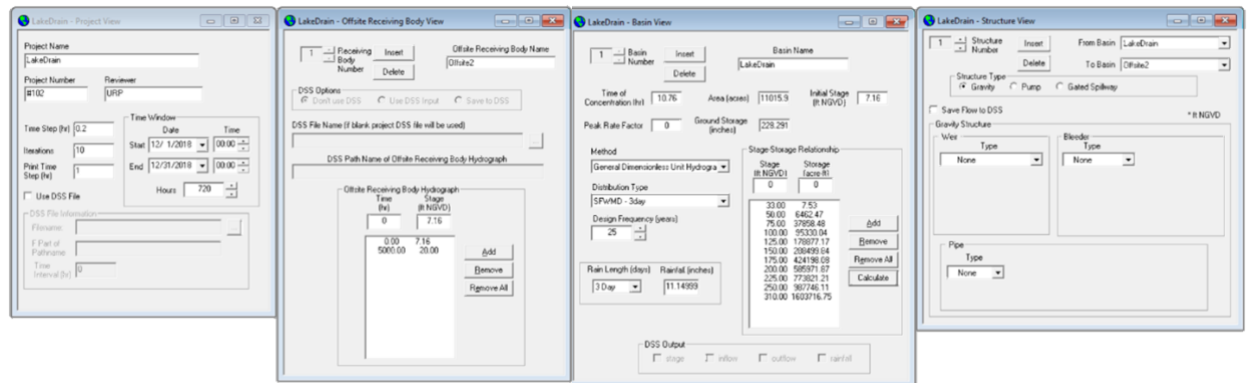 LakeDrain - Project View
Project Name
LakeDrain
Project Number Reviewer
#102 URP
Time Step (hr) 0.2
Iterations 10
Print Time Step (hr) 1
Time Window
Date Time
Start 12/ 1/2018 00:00
End 12/31/2018 00:00
Hours 720
Use DSS File
DSS File Information
Filename:
...
F Part of Pathname
Time Interval (hr) 0
LakeDrain - Offsite Receiving Body View
1 Receiving Body Number
Insert
Delete
Offsite Receiving Body Name
Offsite2
DSS Options
Don't use DSS Use DSS Input Save to DSS
DSS File Name (if blank project DSS file will be used)
...
DSS Path Name of Offsite Receiving Body Hydrograph
Offsite Receiving Body Hydrograph
Time (hr) Stage (ft NGVD)
0 7.16
0.00 7.16
5000.00 20.00
Add
Remove
Remove All
LakeDrain - Basin View
1 Basin Number
Insert
Delete
Basin Name
LakeDrain
Time of Concentration (hr) 10.76
Area (acres) 11015.9
Initial Stage (ft NGVD) 7.16
Peak Rate Factor 0
Ground Storage (inches) 228.291
Method
General Dimensionless Unit Hydrogra
Distribution Type
SFWMD - 3day
Design Frequency (years)
25
Rain Length (days) Rainfall (inches)
3 Day 11.14999
Stage-Storage Relationship
Stage (ft NGVD) Storage (acre-ft)
0 0
33.00 7.53
50.00 6462.47
75.00 37858.48
100.00 95330.04
125.00 178877.17
150.00 288499.84
175.00 424198.08
200.00 585971.87
225.00 773821.21
250.00 987746.11
310.00 1603716.75
Add
Remove
Remove All
Calculate
DSS Output
stage inflow outflow rainfall
LakeDrain - Structure View
1 Structure Number
Insert
Delete
From Basin LakeDrain
To Basin Offsite2
Structure Type
Gravity Pump Gated Spillway
Save Flow to DSS
* ft NGVD
Gravity Structure
Weir
Type
None
Bleeder
Type
None
Pipe
Type
None